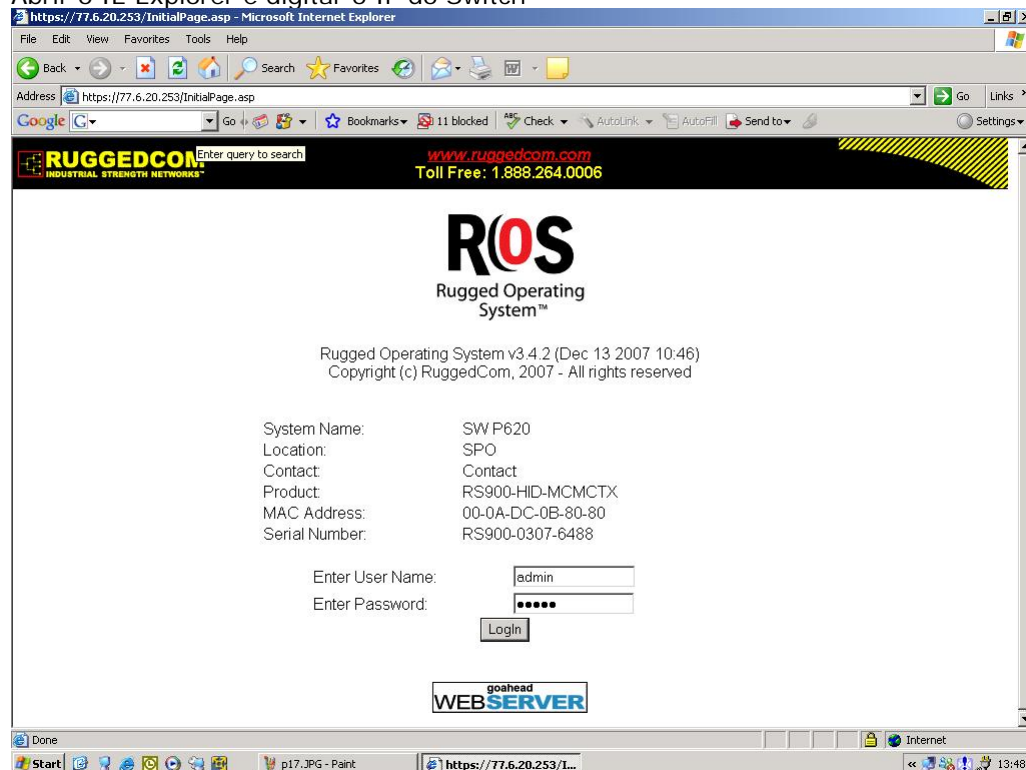 Abrir o IE Explorer e digitar o IP do Switch
https://77.6.20.253/InitialPage.asp - Microsoft Internet Explorer
File Edit View Favorites Tools Help
Back Search Favorites
Address https://77.6.20.253/InitialPage.asp Go Links »
Google G Go Bookmarks 11 blocked Check AutoLink AutoFill Send to Settings
Enter query to search
RUGGEDCOM
INDUSTRIAL STRENGTH NETWORKS™
www.ruggedcom.com
Toll Free: 1.888.264.0006
ROS
Rugged Operating
System™
Rugged Operating System v3.4.2 (Dec 13 2007 10:46)
Copyright (c) RuggedCom, 2007 - All rights reserved
System Name: SW P620
Location: SPO
Contact: Contact
Product: RS900-HID-MCMCTX
MAC Address: 00-0A-DC-0B-80-80
Serial Number: RS900-0307-6488
Enter User Name: admin
Enter Password: •••••
LogIn
goahead
WEBSERVER
Done Internet
Start p17.JPG - Paint https://77.6.20.253/I... « 13:48